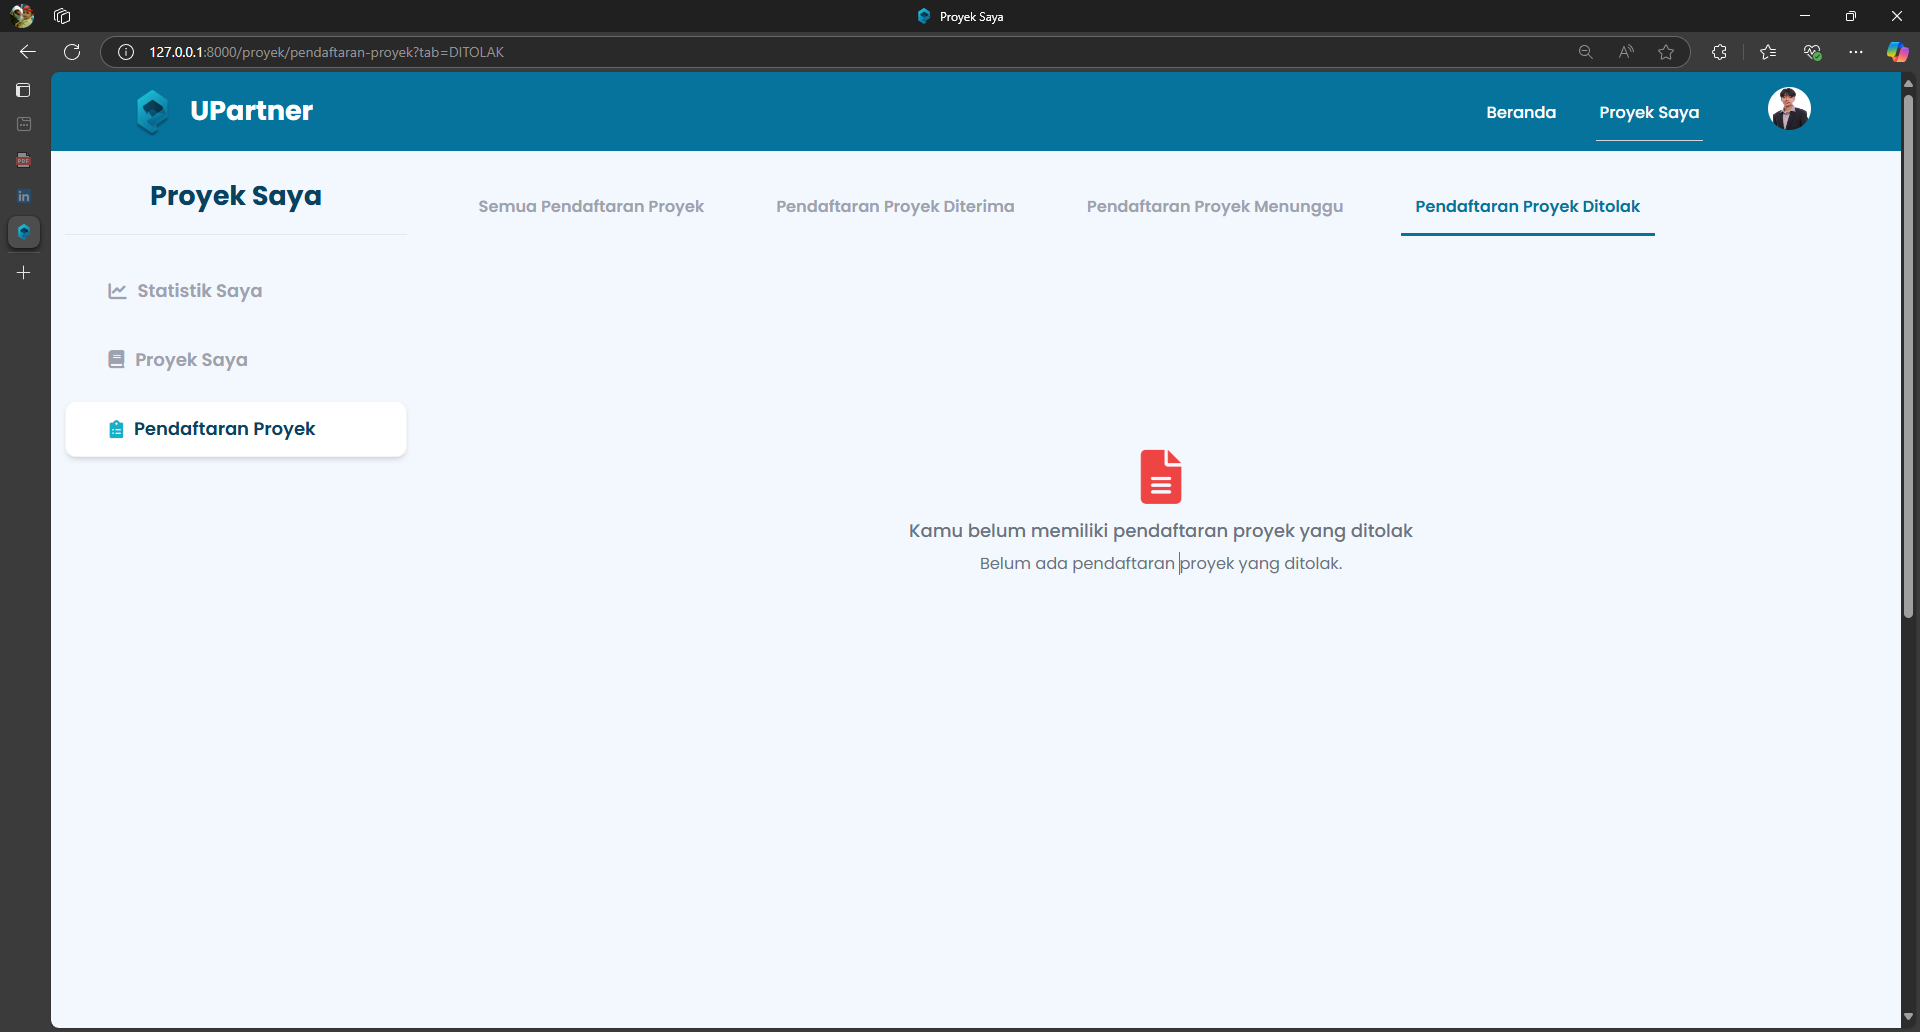 Proyek Saya
127.0.0.1:8000/proyek/pendaftaran-proyek?tab=DITOLAK
UPartner
Beranda
Proyek Saya
Proyek Saya
Semua Pendaftaran Proyek
Pendaftaran Proyek Diterima
Pendaftaran Proyek Menunggu
Pendaftaran Proyek Ditolak
Statistik Saya
Proyek Saya
Pendaftaran Proyek
Kamu belum memiliki pendaftaran proyek yang ditolak
Belum ada pendaftaran proyek yang ditolak.